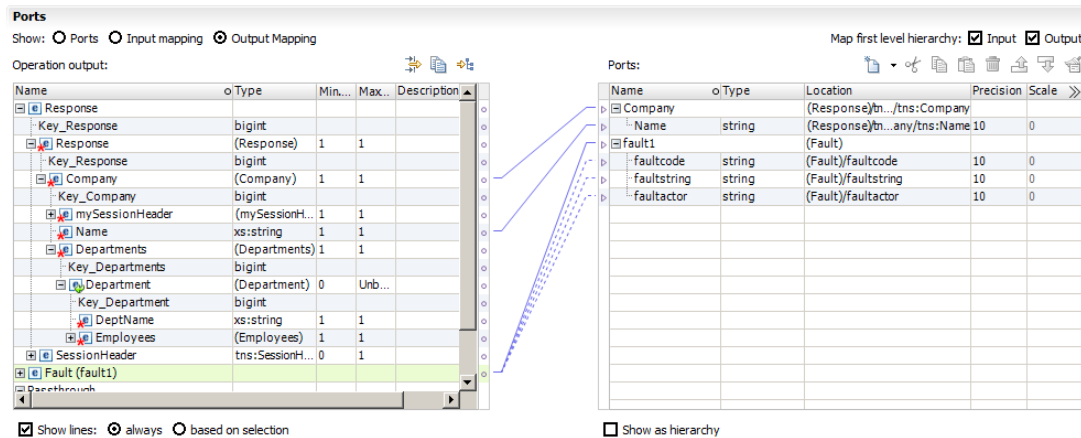 Ports
Show: Ports Input mapping Output Mapping Map first level hierarchy: Input Output
Operation output: Ports:
Name Type Min.... Max... Description Name Type Location Precision Scale
Response Company (Response)/tn.../tns:Company
Key_Response bigint Name string (Response)/tn...any/tns:Name 10 0
Response (Response) 1 1 fault1 (Fault)
Key_Response bigint faultcode string (Fault)/faultcode 10 0
Company (Company) 1 1 faultstring string (Fault)/faultstring 10 0
Key_Company bigint faultactor string (Fault)/faultactor 10 0
mySessionHeader (mySessionH... 1 1
Name xs:string 1 1
Departments (Departments) 1 1
Key_Departments bigint
Department (Department) 0 Unb...
Key_Department bigint
DeptName xs:string 1 1
Employees (Employees) 1 1
SessionHeader tns:SessionH... 0 1
Fault (fault1)
Passthrough
Show lines: always based on selection Show as hierarchy